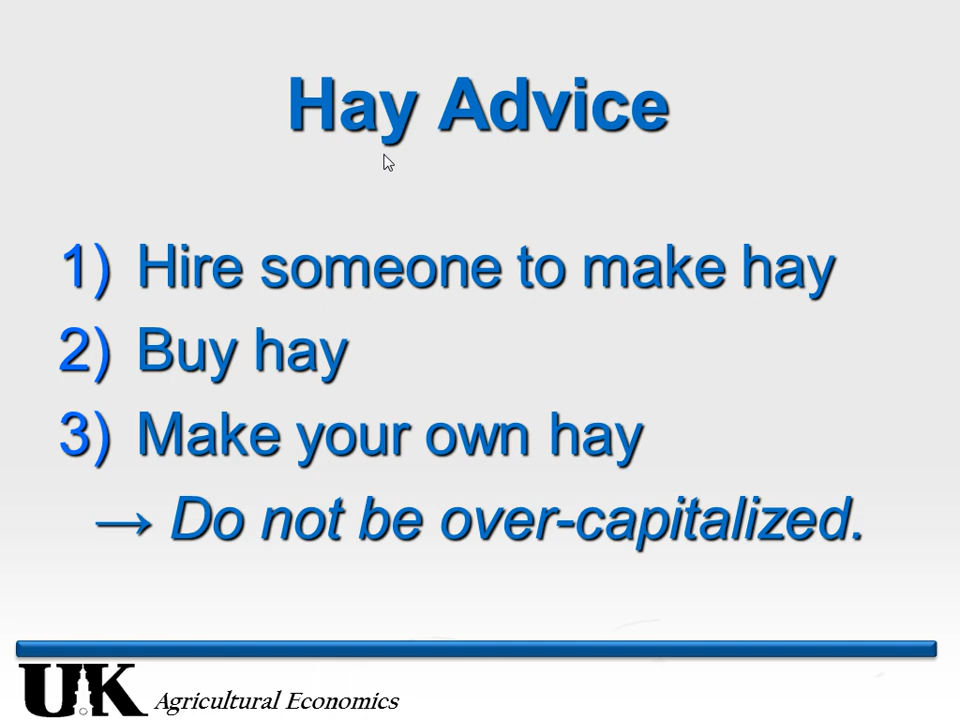 Hay Advice
1) Hire someone to make hay
2) Buy hay
3) Make your own hay
→ Do not be over-capitalized.
UK Agricultural Economics